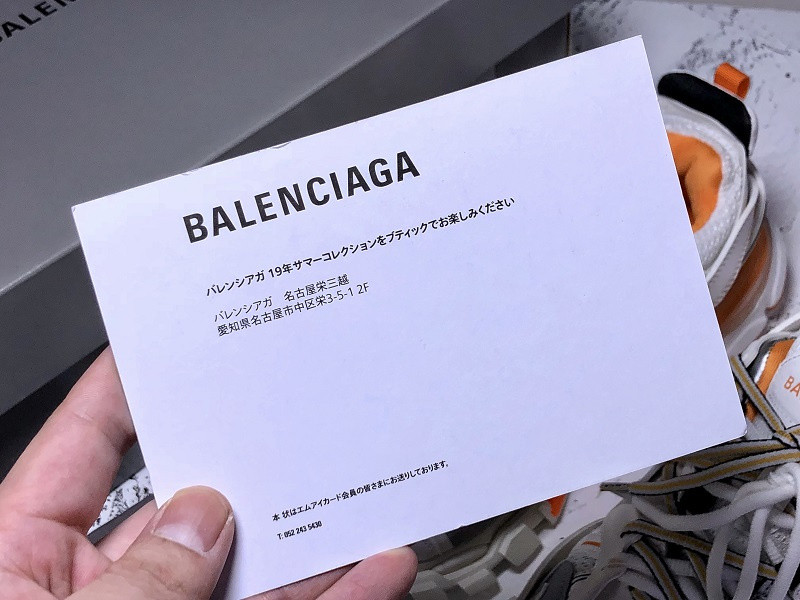 BALEN
BALENCIAGA
バレンシアガ 19年サマーコレクションをブティックでお楽しみください
バレンシアガ　名古屋栄三越
愛知県名古屋市中区栄3-5-1 2F
本 状はエムアイカード会員の皆さまにお送りしております。
T: 052 243 5430
BA